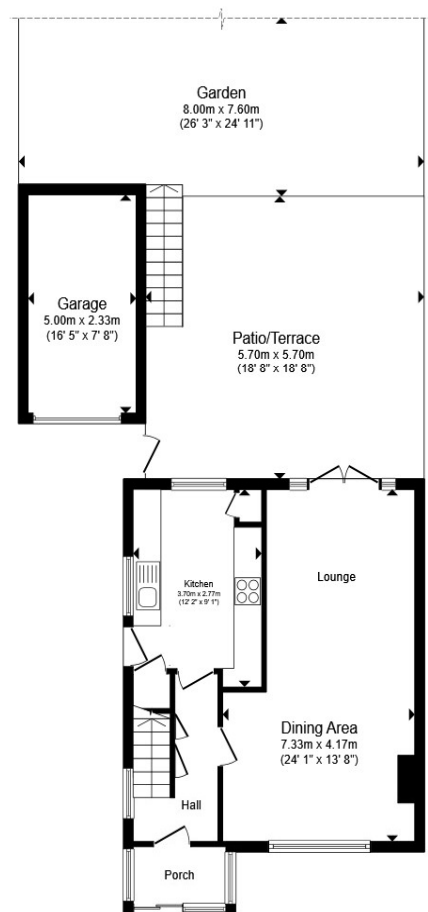 Garden
8.00m x 7.60m
(26' 3" x 24' 11")
Garage
5.00m x 2.33m
(16' 5" x 7' 8")
Patio/Terrace
5.70m x 5.70m
(18' 8" x 18' 8")
Kitchen
3.70m x 2.77m
(12' 2" x 9' 1")
Lounge
Dining Area
7.33m x 4.17m
(24' 1" x 13' 8")
Hall
Porch